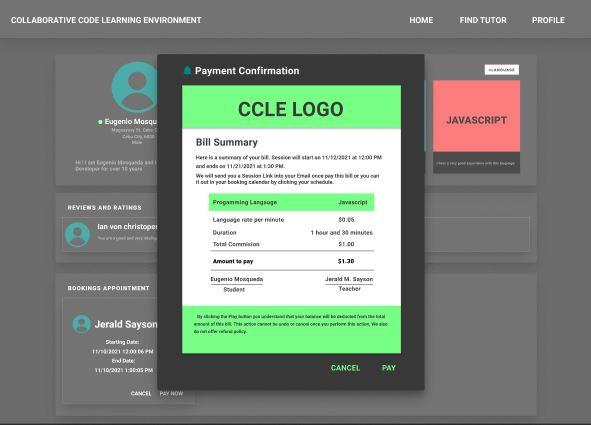 COLLABORATIVE CODE LEARNING ENVIRONMENT
HOME
FIND TUTOR
PROFILE
Payment Confirmation
+LANGUAGE
CCLE LOGO
JAVASCRIPT
Eugenio Mosqu
Cebu City, 6000
Male
Hi ! I am Eugenio Mosqueda and I
Developer for over 10 years
I have a very good experience with this language
Bill Summary
Here is a summary of your bill. Session will start on 11/12/2021 at 12:00 PM
and ends on 11/21/2021 at 1:30 PM.
We will send you a Session Link into your Email once pay this bill or you can
it out in your booking calendar by clicking your schedule.
Progamming Langauge
Javascript
Language rate per minute
$0.05
Duration
1 hour and 30 minutes
Total Commision
$1.00
Amount to pay
$1.30
Eugenio Mosqueda
Student
Jerald M. Sayson
Teacher
By clicking the Play button you understand that your balance will be deducted from the total
amount of this bill. This action cannot be undo or cancel once you perform this action, We also
do not offer refund policy.
CANCEL
PAY
REVIEWS AND RATINGS
Ian von christopes
You are a good and very intellige
BOOKINGS APPOINTMENT
Jerald Sayson
Starting Date:
11/10/2021 12:00:06 PM
End Date:
11/10/2021 1:00:05 PM
CANCEL
PAY NOW